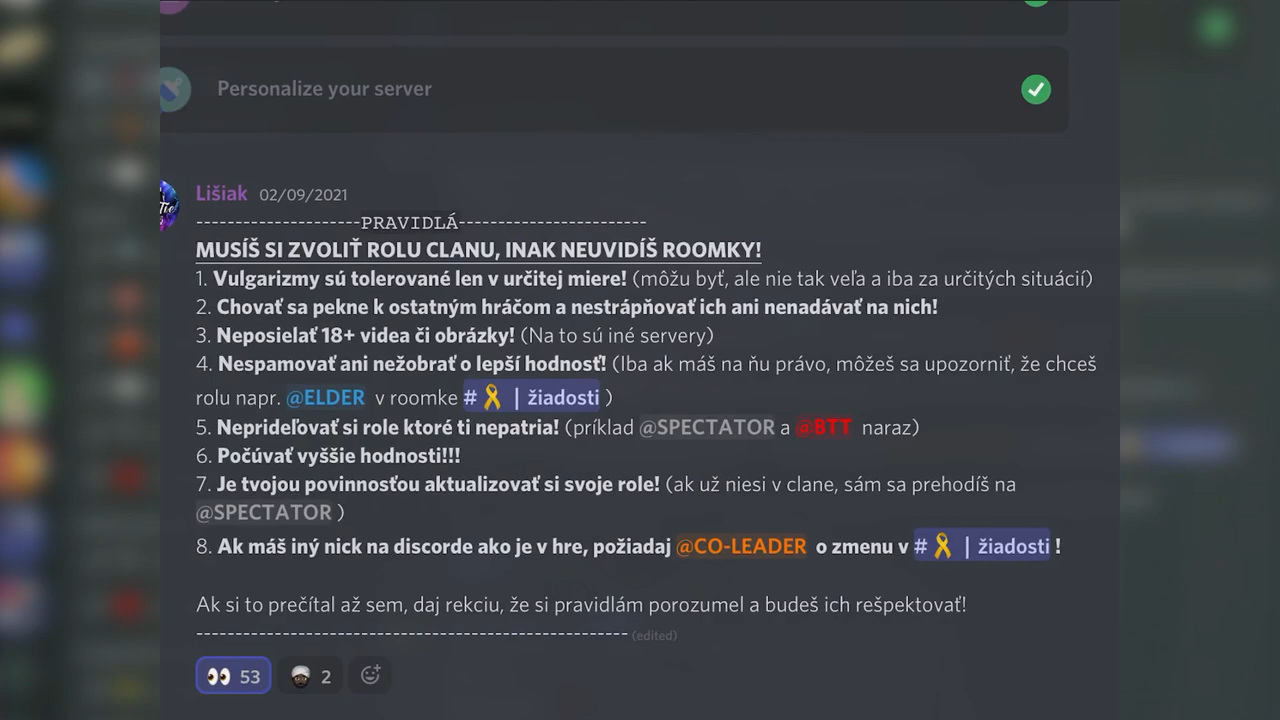 Personalize your server
Lišiak 02/09/2021
---------------------PRAVIDLÁ------------------------
MUSÍŠ SI ZVOLIŤ ROLU CLANU, INAK NEUVIDÍŠ ROOMKY!
1. Vulgarizmy sú tolerované len v určitej miere! (môžu byť, ale nie tak veľa a iba za určitých situácií)
2. Chovať sa pekne k ostatným hráčom a nestrápňovať ich ani nenadávať na nich!
3. Neposielať 18+ videa či obrázky! (Na to sú iné servery)
4. Nespamovať ani nežobrať o lepší hodnosť! (Iba ak máš na ňu právo, môžeš sa upozorniť, že chceš
rolu napr. @ELDER v roomke #🎗 | žiadosti )
5. Neprideľovať si role ktoré ti nepatria! (príklad @SPECTATOR a @BTT naraz)
6. Počúvať vyššie hodnosti!!!
7. Je tvojou povinnosťou aktualizovať si svoje role! (ak už niesi v clane, sám sa prehodíš na
@SPECTATOR )
8. Ak máš iný nick na discorde ako je v hre, požiadaj @CO-LEADER o zmenu v #🎗 | žiadosti !
Ak si to prečítal až sem, daj rekciu, že si pravidlám porozumel a budeš ich rešpektovať!
------------------------------------------------------- (edited)
👀 53 2